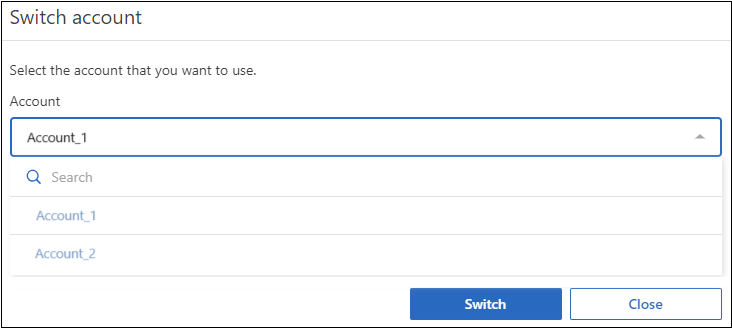 Switch account
Select the account that you want to use.
Account
Account_1
Search
Account_1
Account_2
Switch Close